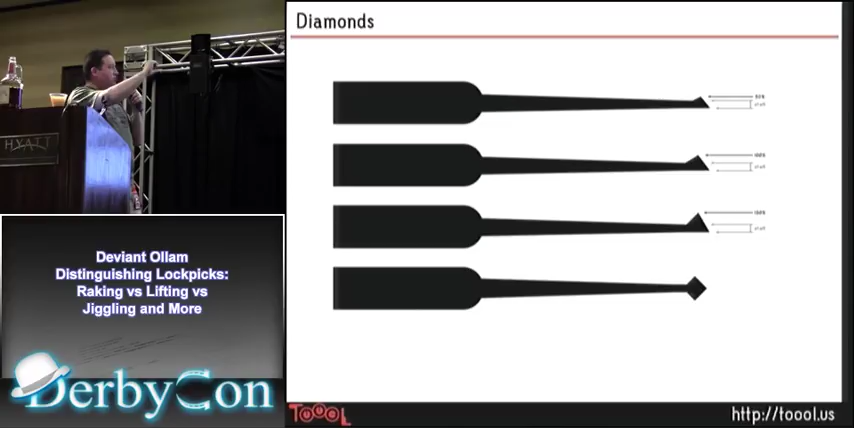 Diamonds
HYATT
Deviant Ollam
Distinguishing Lockpicks:
Raking vs Lifting vs
Jiggling and More
DerbyCon
TOOOL
http://toool.us